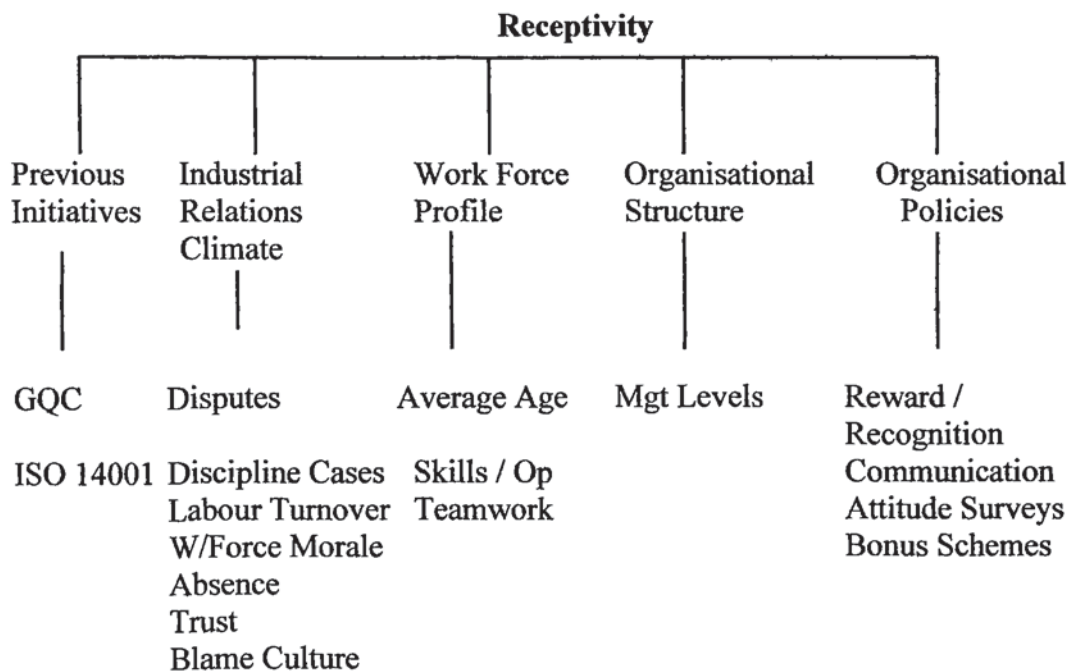 Receptivity
Previous
Initiatives
Industrial
Relations
Climate
Work Force
Profile
Organisational
Structure
Organisational
Policies
GQC
ISO 14001
Disputes
Discipline Cases
Labour Turnover
W/Force Morale
Absence
Trust
Blame Culture
Average Age
Skills / Op
Teamwork
Mgt Levels
Reward /
Recognition
Communication
Attitude Surveys
Bonus Schemes